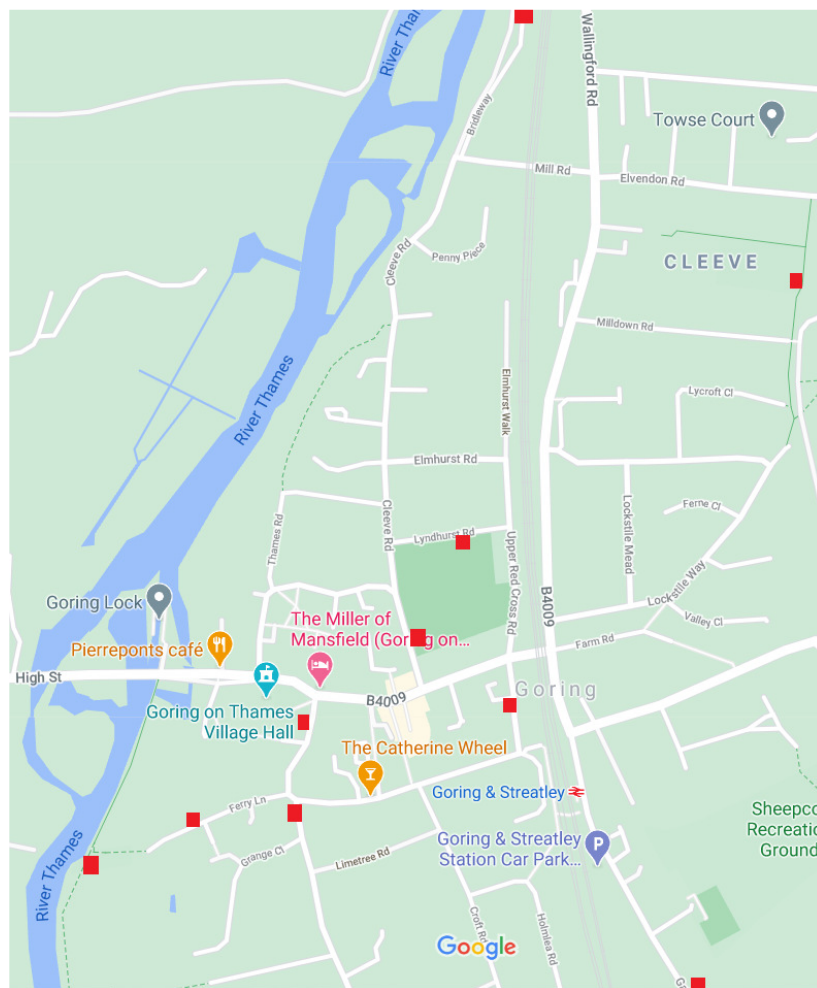 River Thames
Wallingford Rd
Towse Court
Bridleway
Mill Rd
Elvendon Rd
Cleeve Rd
Penny Piece
CLEEVE
Milldown Rd
River Thames
Elmhurst Walk
Lycroft Cl
Elmhurst Rd
Cleeve Rd
Thames Rd
Lyndhurst Rd
Upper Red Cross Rd
Lockstile Mead
Ferne Cl
B4009
Goring Lock
Lockstile Way
The Miller of
Mansfield (Goring on...
Valley Cl
Farm Rd
Pierreponts café
High St
B4009
Goring
Goring on Thames
Village Hall
The Catherine Wheel
Goring & Streatley
Ferry Ln
Sheepco
Recreatio
Ground
River Thames
Grange Cl
Limetree Rd
Goring & Streatley
Station Car Park...
Croft Rd
Holmlea Rd
Google